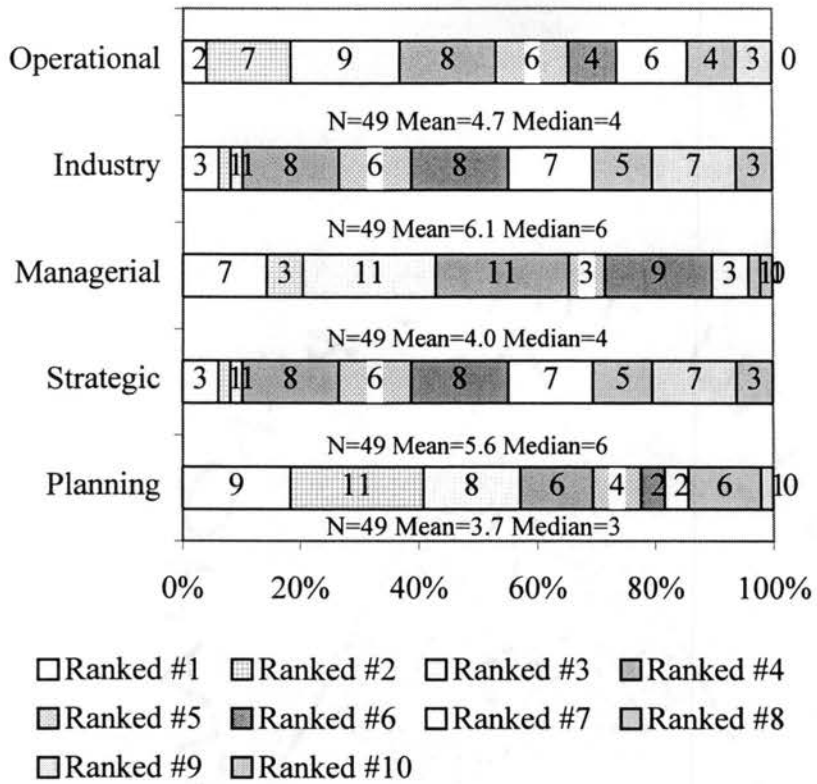 Operational 2 7 9 8 6 4 6 4 3 0
N=49 Mean=4.7 Median=4
Industry 3 1 1 8 6 8 7 5 7 3
N=49 Mean=6.1 Median=6
Managerial 7 3 11 11 3 9 3 1 1 0
N=49 Mean=4.0 Median=4
Strategic 3 1 1 8 6 8 7 5 7 3
N=49 Mean=5.6 Median=6
Planning 9 11 8 6 4 2 2 6 1 0
N=49 Mean=3.7 Median=3
0% 20% 40% 60% 80% 100%
Ranked #1 Ranked #2 Ranked #3 Ranked #4
Ranked #5 Ranked #6 Ranked #7 Ranked #8
Ranked #9 Ranked #10